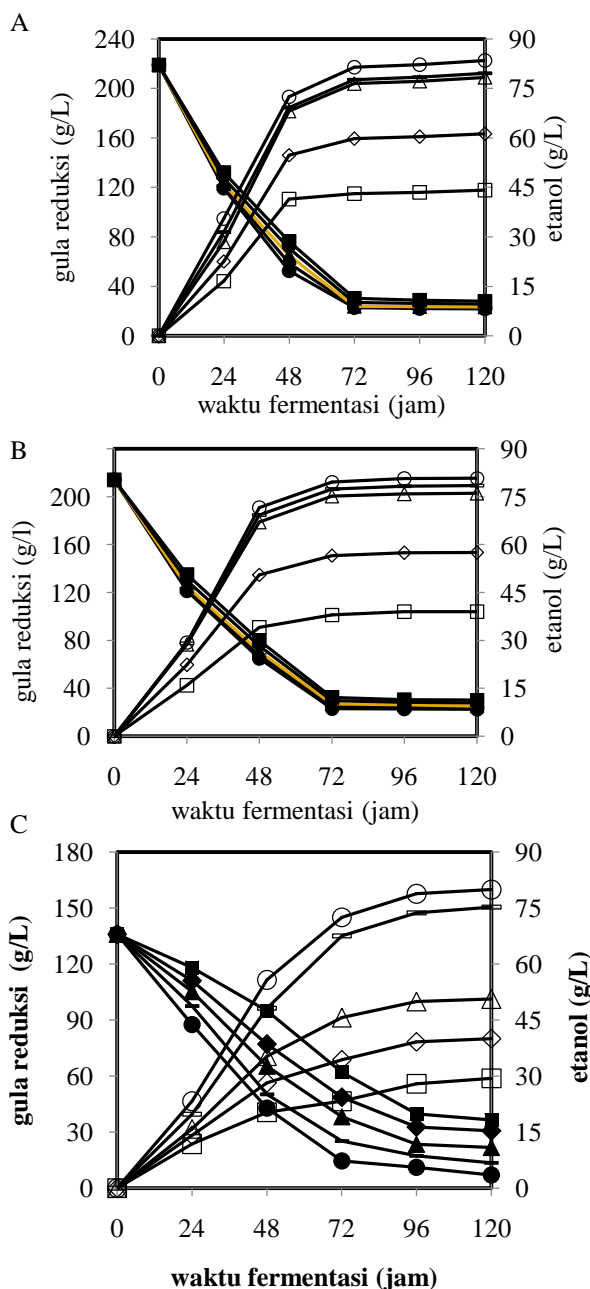 A
240
200
160
120
80
40
0
gula reduksi (g/L)
90
75
60
45
30
15
0
etanol (g/L)
0 24 48 72 96 120
waktu fermentasi (jam)
B
200
160
120
80
40
0
gula reduksi (g/l)
90
75
60
45
30
15
0
etanol (g/L)
0 24 48 72 96 120
waktu fermentasi (jam)
C
180
150
120
90
60
30
0
gula reduksi (g/L)
90
75
60
45
30
15
0
etanol (g/L)
0 24 48 72 96 120
waktu fermentasi (jam)